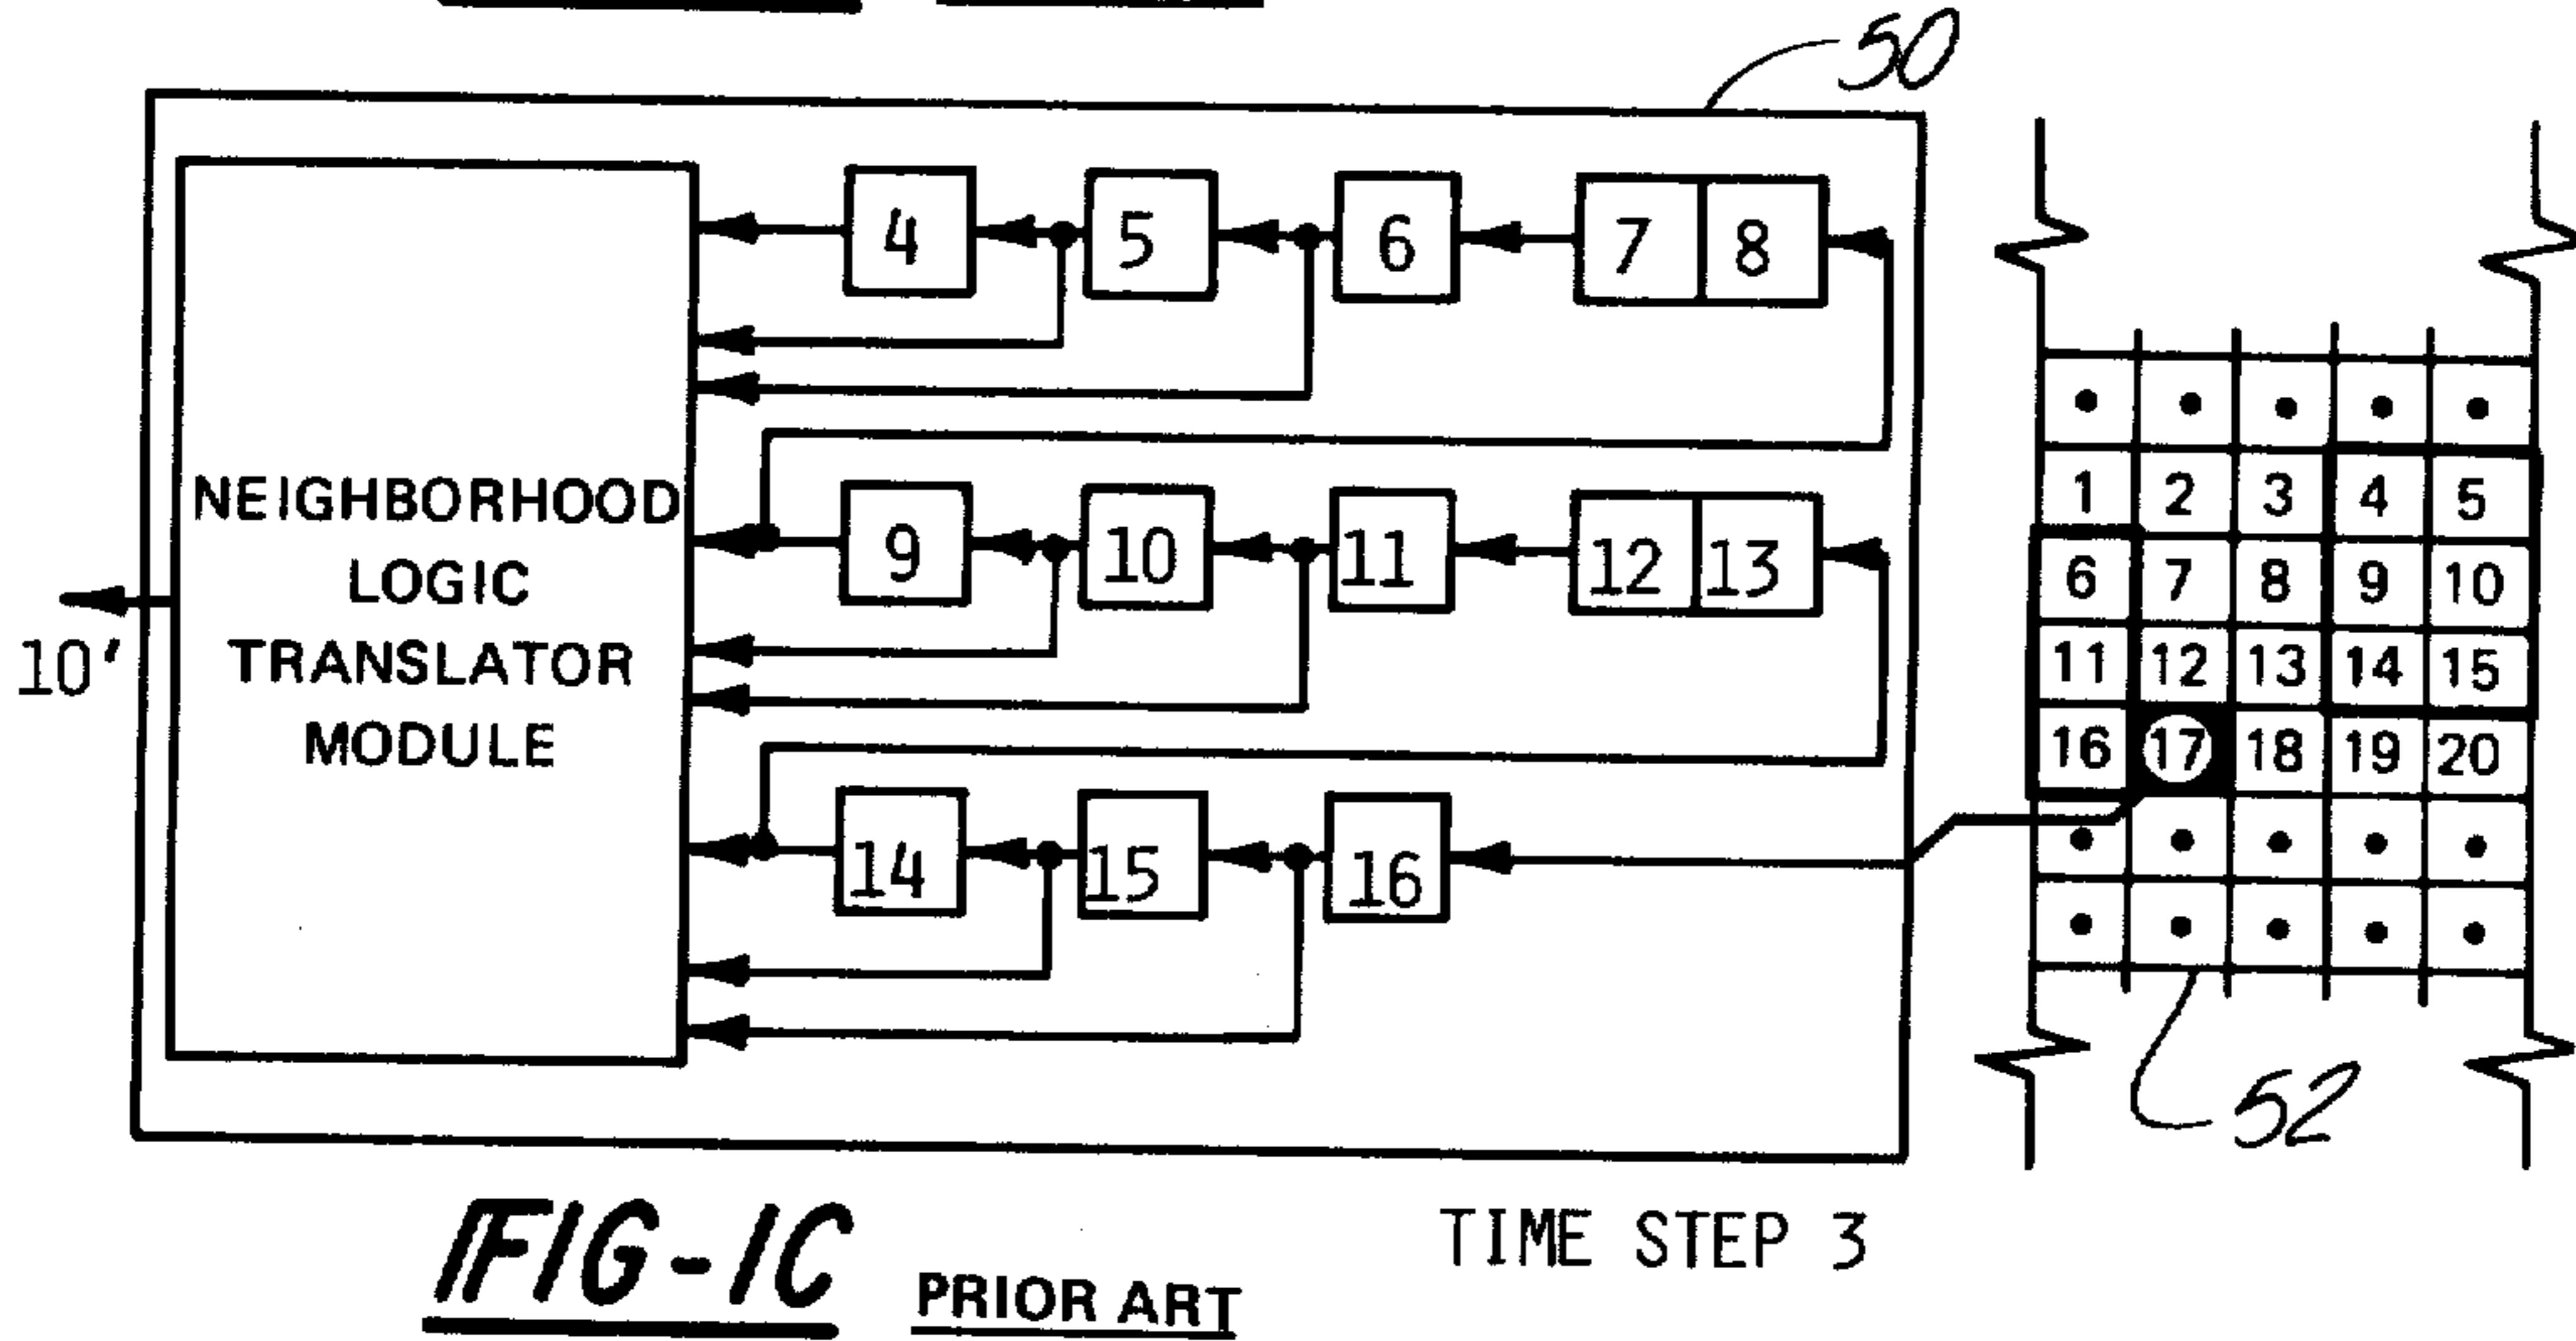 50
4 5 6 7 8
NEIGHBORHOOD
LOGIC
TRANSLATOR
MODULE
10'
9 10 11 12 13
14 15 16
1 2 3 4 5
6 7 8 9 10
11 12 13 14 15
16 17 18 19 20
52
TIME STEP 3
FIG-1C PRIOR ART